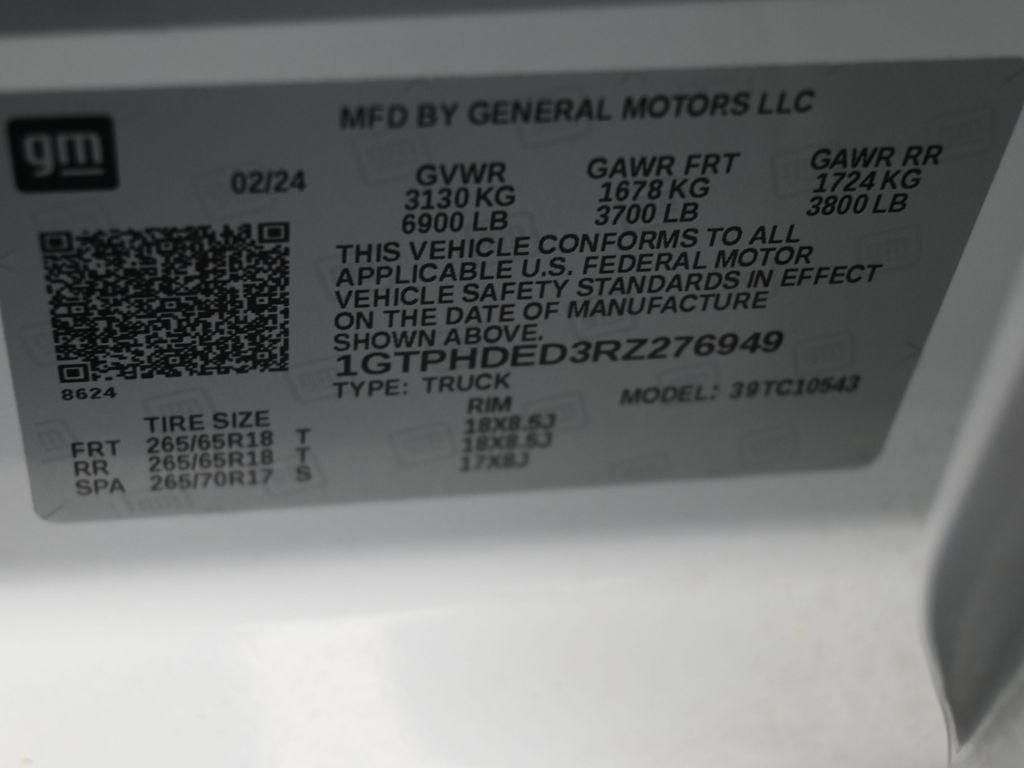 gm
MFD BY GENERAL MOTORS LLC
02/24
GVWR
3130 KG
6900 LB
GAWR FRT
1678 KG
3700 LB
GAWR RR
1724 KG
3800 LB
THIS VEHICLE CONFORMS TO ALL
APPLICABLE U.S. FEDERAL MOTOR
VEHICLE SAFETY STANDARDS IN EFFECT
ON THE DATE OF MANUFACTURE
SHOWN ABOVE.
1GTPHDED3RZ276949
TYPE: TRUCK
MODEL: 39TC10543
8624
TIRE SIZE RIM
FRT 265/65R18 T 18X8.5J
RR 265/65R18 T 18X8.5J
SPA 265/70R17 S 17X8J